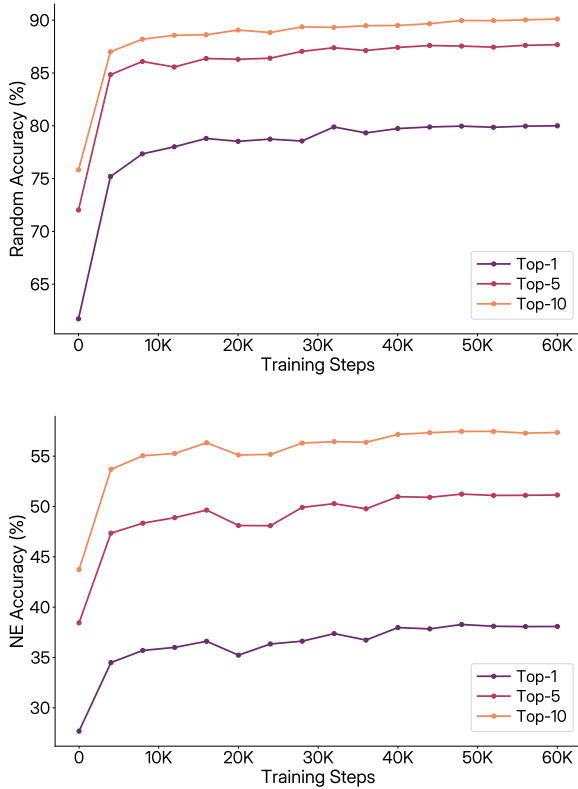 Random Accuracy (%)
90
85
80
75
70
65
Top-1
Top-5
Top-10
0 10K 20K 30K 40K 50K 60K
Training Steps
NE Accuracy (%)
55
50
45
40
35
30
Top-1
Top-5
Top-10
0 10K 20K 30K 40K 50K 60K
Training Steps